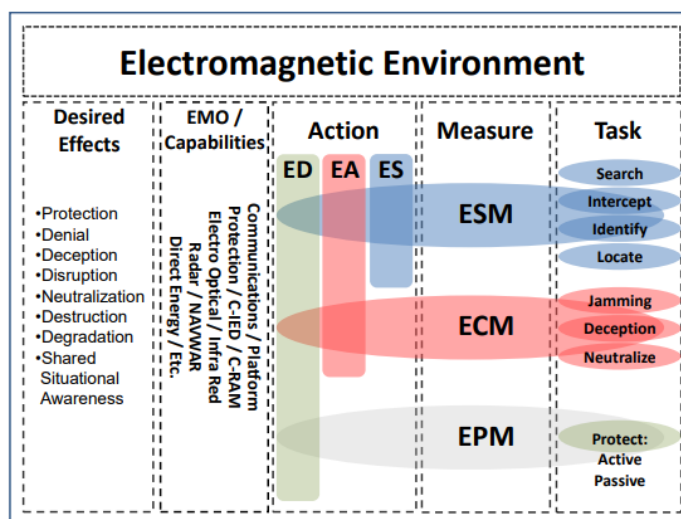 Electromagnetic Environment
Desired
Effects
•Protection
•Denial
•Deception
•Disruption
•Neutralization
•Destruction
•Degradation
•Shared
Situational
Awareness
EMO /
Capabilities
Communications / Platform
Protection / C-IED / C-RAM
Electro Optical / Infra Red
Radar / NAVWAR
Direct Energy / Etc.
Action
ED
EA
ES
Measure
ESM
ECM
EPM
Task
Search
Intercept
Identify
Locate
Jamming
Deception
Neutralize
Protect:
Active
Passive